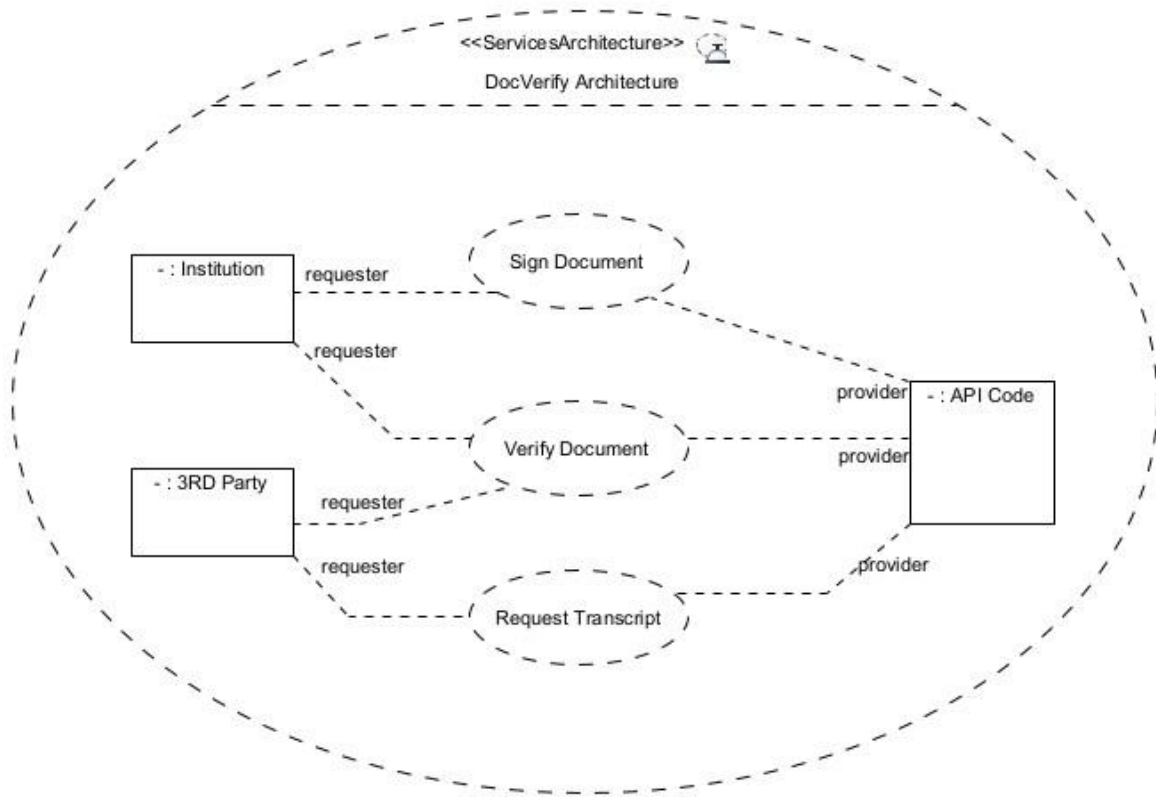 <<ServicesArchitecture>>
DocVerify Architecture
- : Institution
requester
Sign Document
requester
provider
- : API Code
Verify Document
provider
- : 3RD Party
requester
requester
provider
Request Transcript